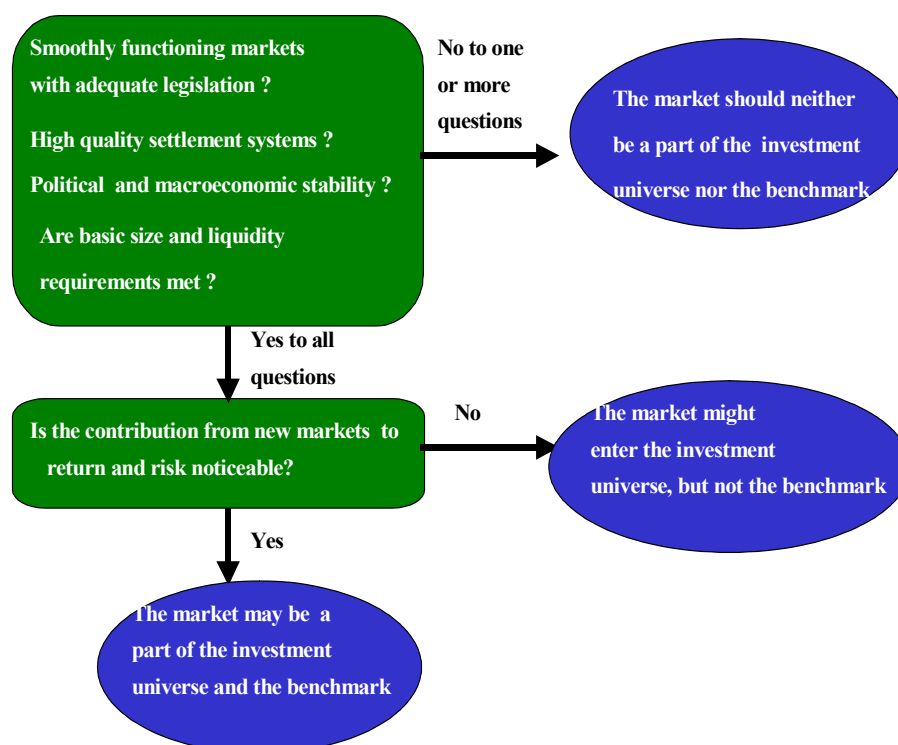 Smoothly functioning markets
with adequate legislation ?
High quality settlement systems ?
Political and macroeconomic stability ?
Are basic size and liquidity
requirements met ?
No to one
or more
questions
The market should neither
be a part of the investment
universe nor the benchmark
Yes to all
questions
Is the contribution from new markets to
return and risk noticeable?
No
The market might
enter the investment
universe, but not the benchmark
Yes
The market may be a
part of the investment
universe and the benchmark